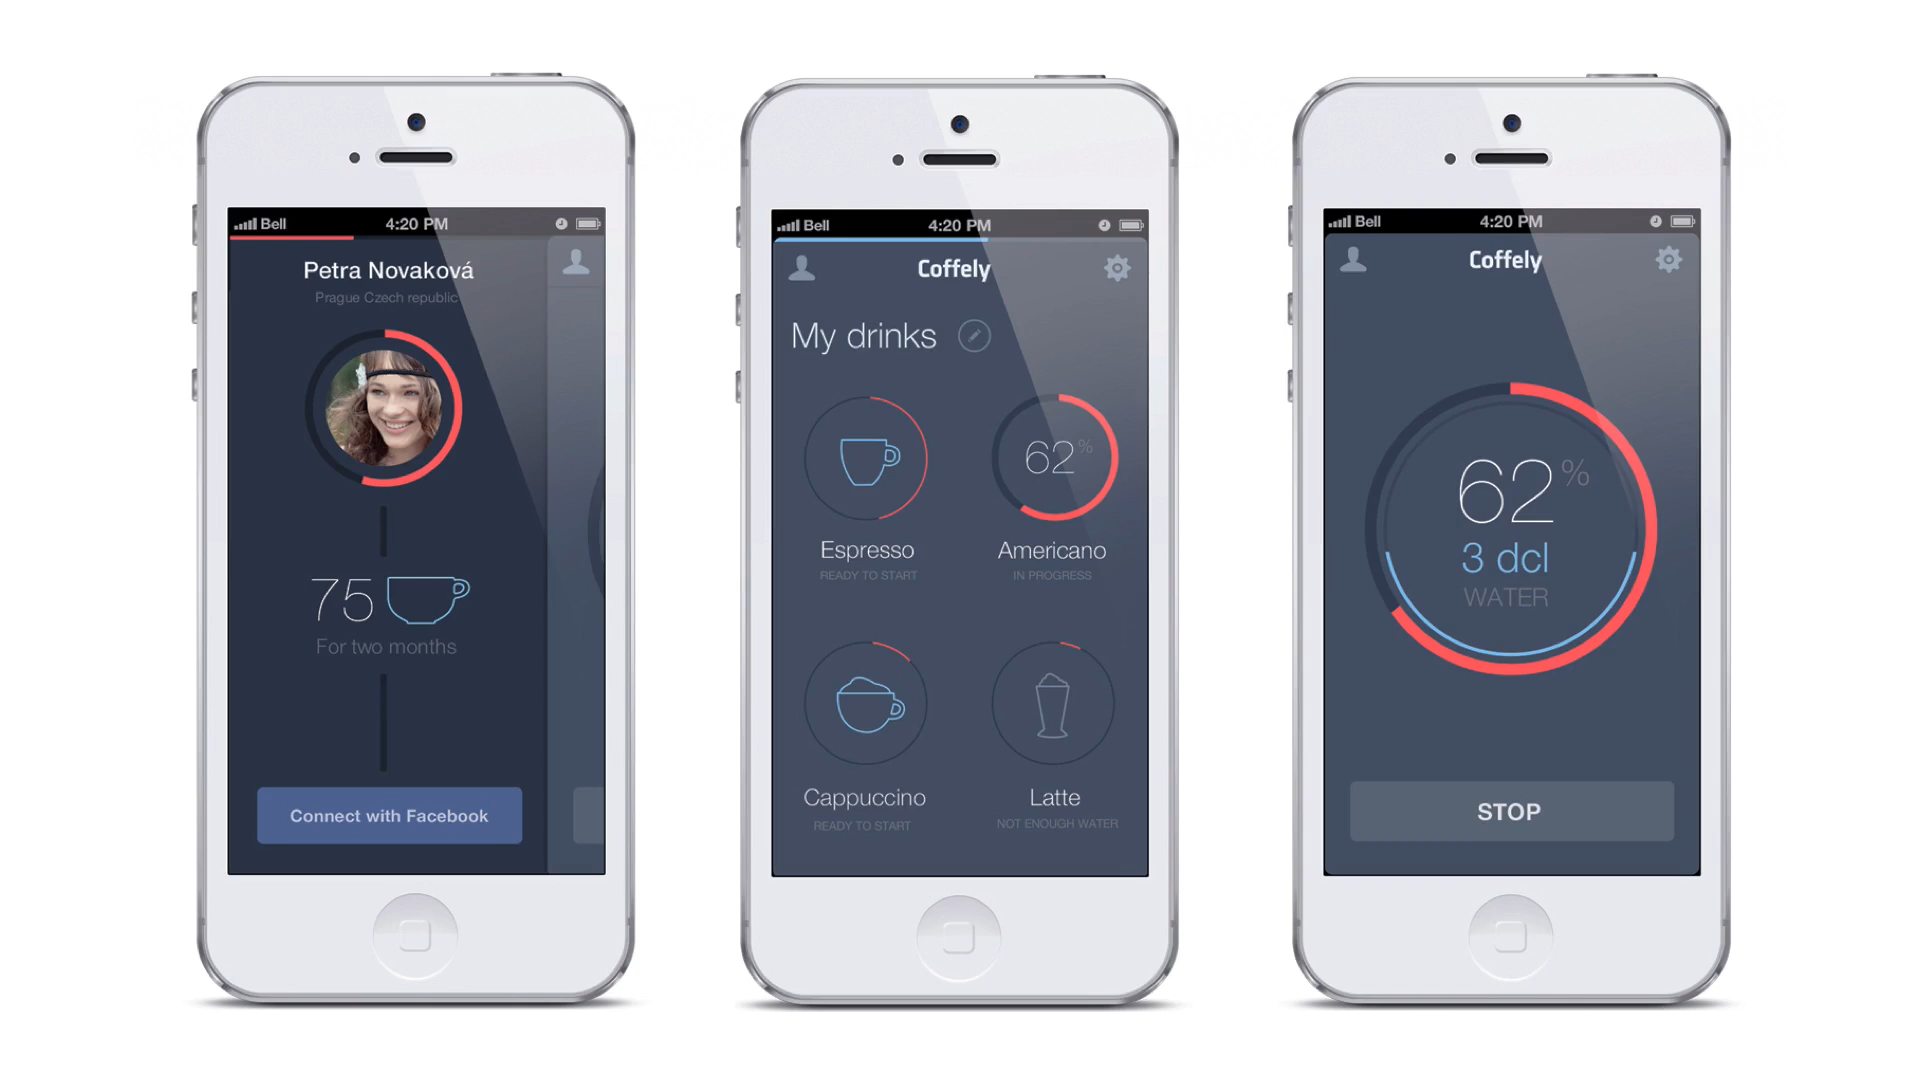 Bell 4:20 PM
Petra Novaková
Prague Czech republic
75
For two months
Connect with Facebook
Bell 4:20 PM
Coffely
My drinks
62%
Espresso
READY TO START
Americano
IN PROGRESS
Cappuccino
READY TO START
Latte
NOT ENOUGH WATER
Bell 4:20 PM
Coffely
62%
3 dcl
WATER
STOP